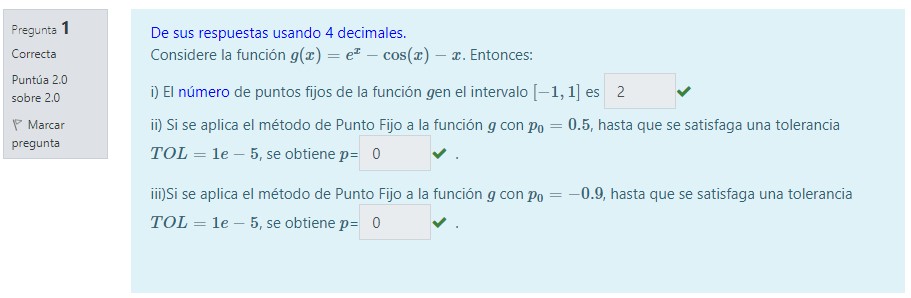 Pregunta 1
Correcta
Puntúa 2.0
sobre 2.0
Marcar
pregunta
De sus respuestas usando 4 decimales.
Considere la función g(x) = e^x − cos(x) − x. Entonces:
i) El número de puntos fijos de la función gen el intervalo [−1, 1] es 2
ii) Si se aplica el método de Punto Fijo a la función g con p₀ = 0.5, hasta que se satisfaga una tolerancia
TOL = 1e − 5, se obtiene p= 0 .
iii)Si se aplica el método de Punto Fijo a la función g con p₀ = −0.9, hasta que se satisfaga una tolerancia
TOL = 1e − 5, se obtiene p= 0 .